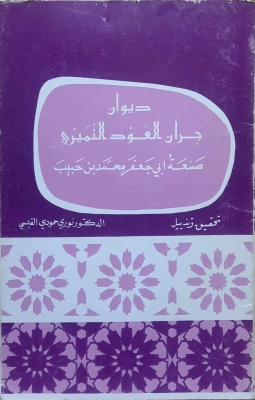 ديوان
جران العود النميري
صنعة أبي جعفر محمد بن حبيب
تحقيق وتذييل الدكتور نوري حمودي القيسي